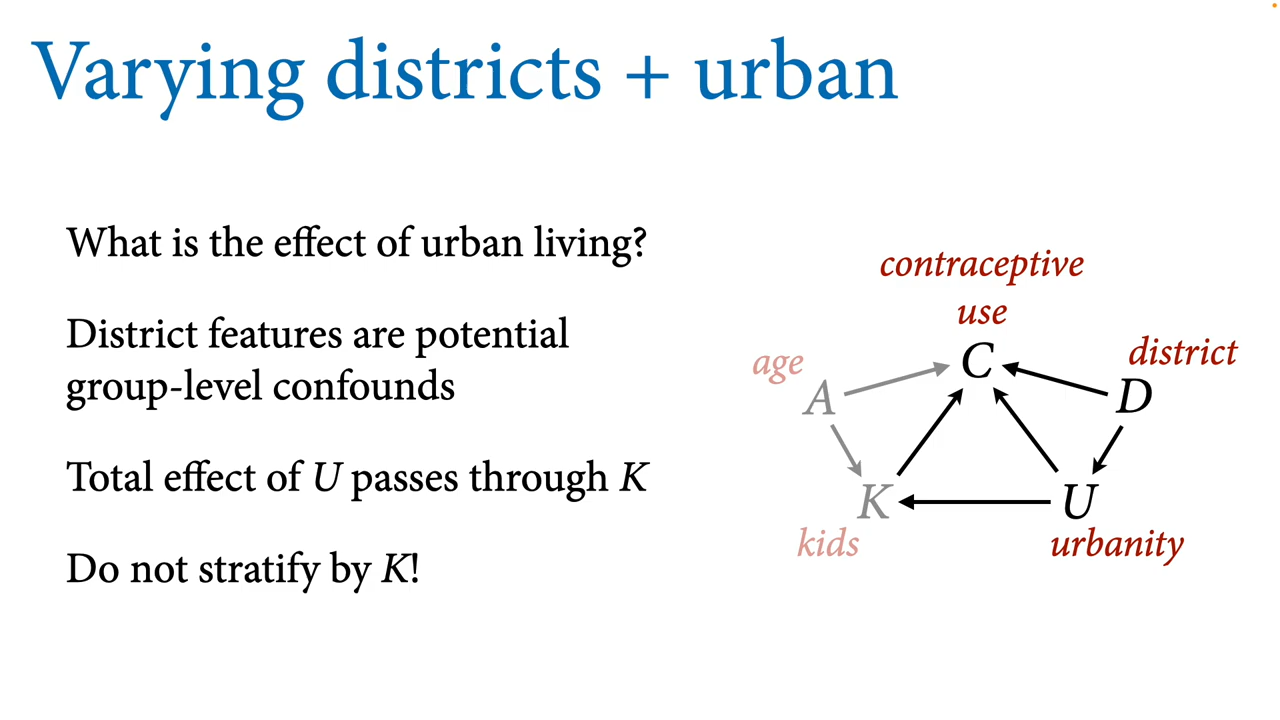 Varying districts + urban
What is the effect of urban living?
District features are potential
group-level confounds
Total effect of U passes through K
Do not stratify by K!
contraceptive
use
C
age
A
district
D
K
kids
U
urbanity